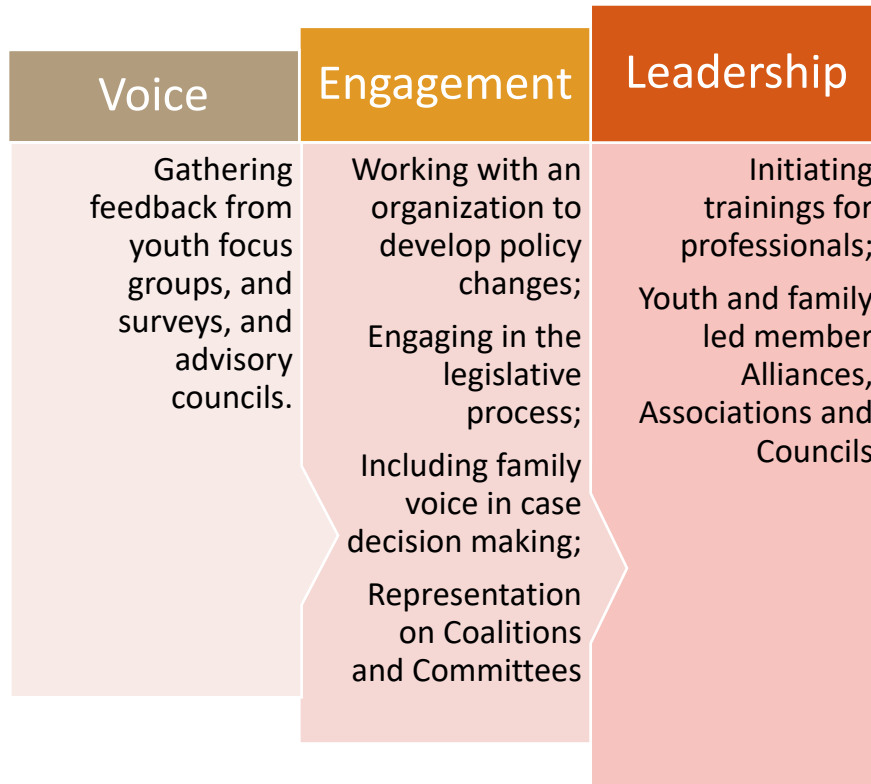 Voice
Gathering
feedback from
youth focus
groups, and
surveys, and
advisory
councils.
Engagement
Working with an
organization to
develop policy
changes;
Engaging in the
legislative
process;
Including family
voice in case
decision making;
Representation
on Coalitions
and Committees
Leadership
Initiating
trainings for
professionals;
Youth and family
led member
Alliances,
Associations and
Councils